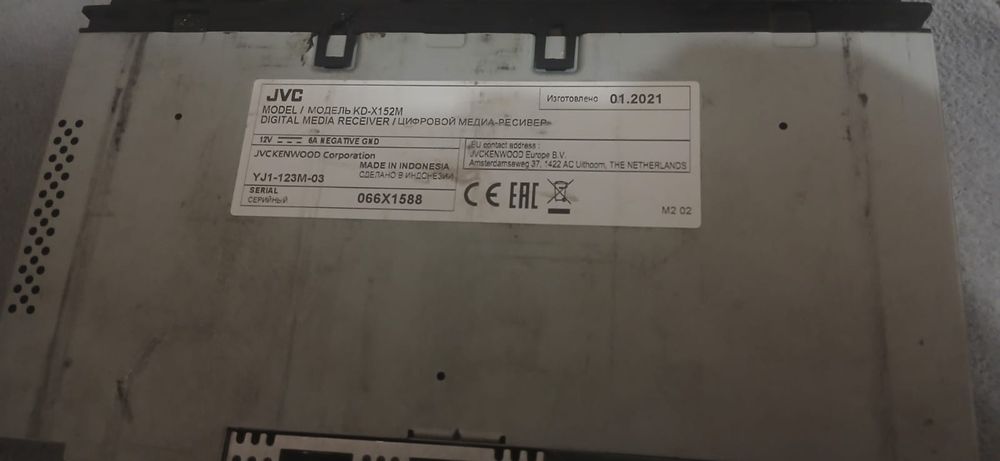 JVC
Изготовлено 01.2021
MODEL / МОДЕЛЬ KD-X152M
DIGITAL MEDIA RECEIVER / ЦИФРОВОЙ МЕДИА-РЕСИВЕР
12V 6A NEGATIVE GND
JVCKENWOOD Corporation
MADE IN INDONESIA
СДЕЛАНО В ИНДОНЕЗИИ
YJ1-123M-03
SERIAL
СЕРИЙНЫЙ
066X1588
EU contact address :
JVCKENWOOD Europe B.V.
Amsterdamseweg 37, 1422 AC Uithoorn, THE NETHERLANDS
CE EAC
M2 02